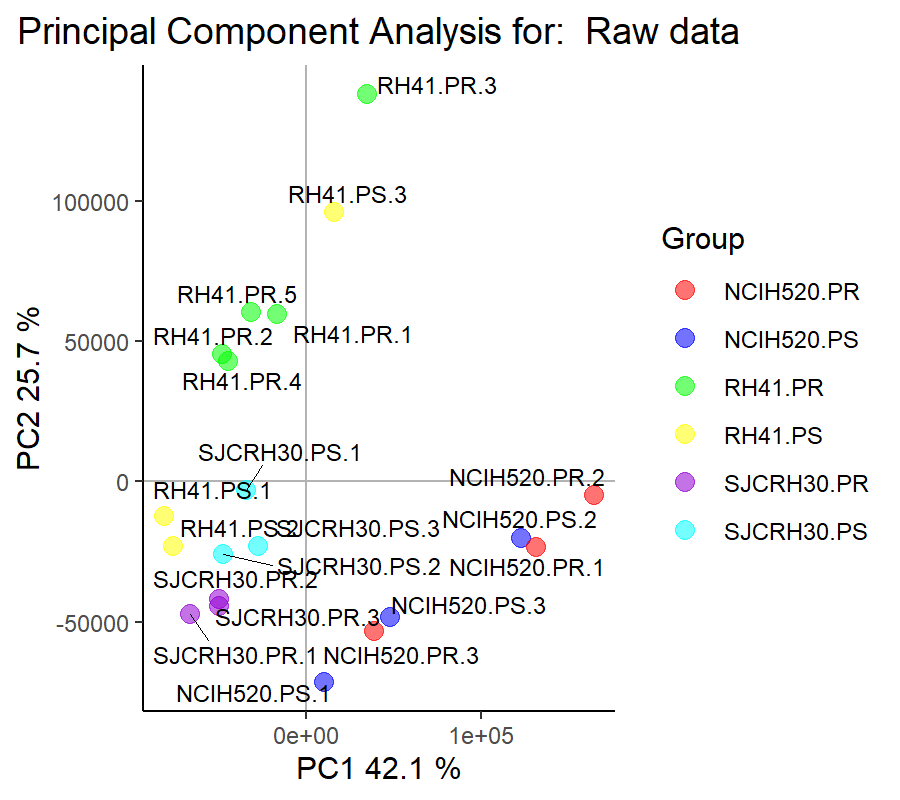 Principal Component Analysis for:  Raw data
RH41.PR.3
RH41.PS.3
100000
RH41.PR.5
RH41.PR.1
RH41.PR.2
50000
RH41.PR.4
SJCRH30.PS.1
NCIH520.PR.2
0
RH41.PS.1
NCIH520.PS.2
RH41.PS.2
SJCRH30.PS.3
SJCRH30.PS.2
NCIH520.PR.1
SJCRH30.PR.2
NCIH520.PS.3
SJCRH30.PR.3
-50000
SJCRH30.PR.1
NCIH520.PR.3
NCIH520.PS.1
0e+00
1e+05
PC1 42.1 %
PC2 25.7 %
Group
NCIH520.PR
NCIH520.PS
RH41.PR
RH41.PS
SJCRH30.PR
SJCRH30.PS